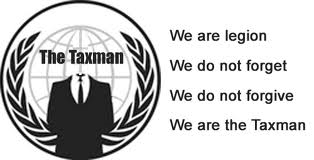 The Taxman
We are legion
We do not forget
We do not forgive
We are the Taxman